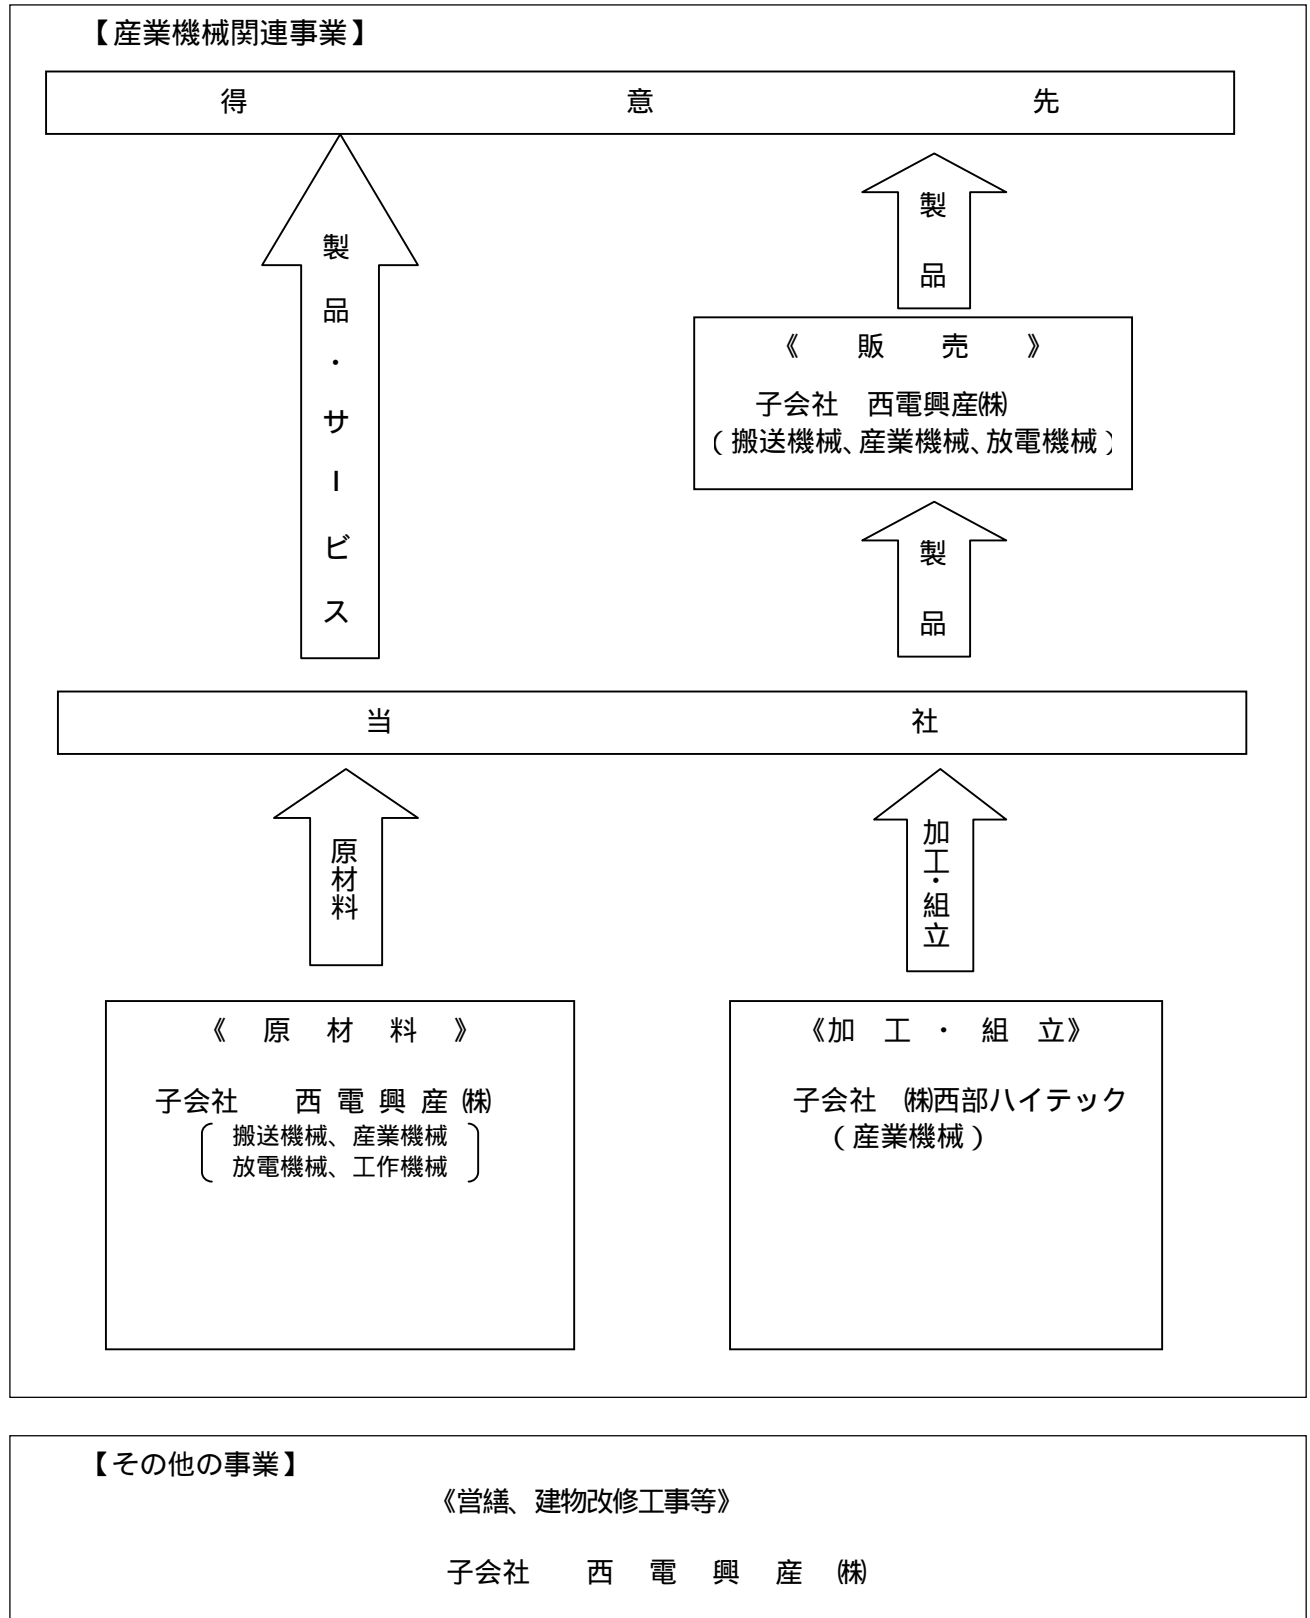 【産業機械関連事業】
得　意　先
製品・サービス
製品
《　販　売　》
子会社　西電興産㈱
（搬送機械、産業機械、放電機械）
製品
当　社
原材料
加工・組立
《　原　材　料　》
子会社　西電興産㈱
搬送機械、産業機械
放電機械、工作機械
《加　工　・　組　立》
子会社　㈱西部ハイテック
（産業機械）
【その他の事業】
《営繕、建物改修工事等》
子会社　西電興産㈱